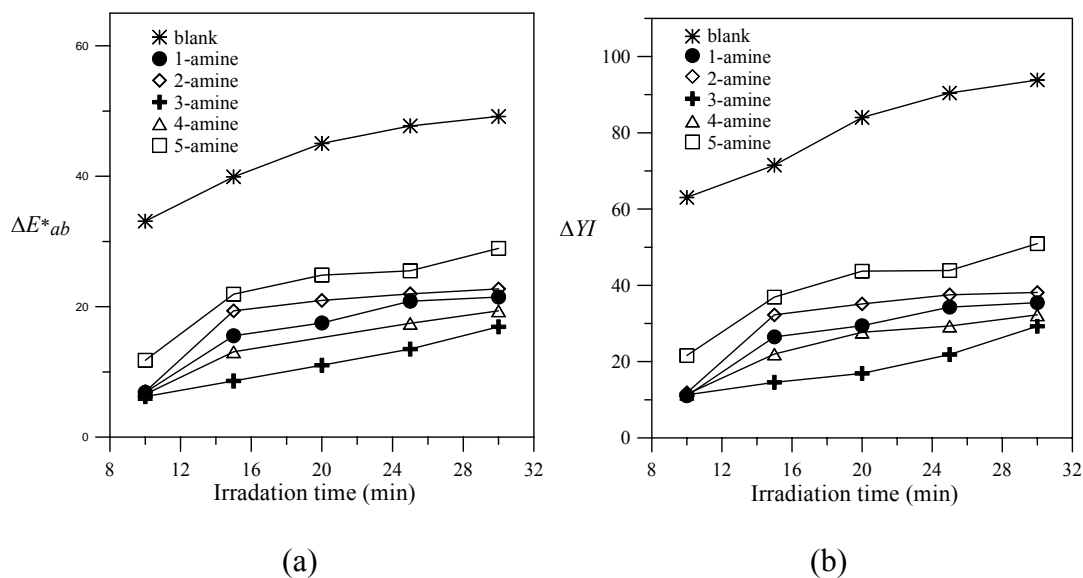 60
40
20
0
ΔE*ab
blank
1-amine
2-amine
3-amine
4-amine
5-amine
8 12 16 20 24 28 32
Irradation time (min)
(a)
100
80
60
40
20
0
ΔYI
blank
1-amine
2-amine
3-amine
4-amine
5-amine
8 12 16 20 24 28 32
Irradiation time (min)
(b)